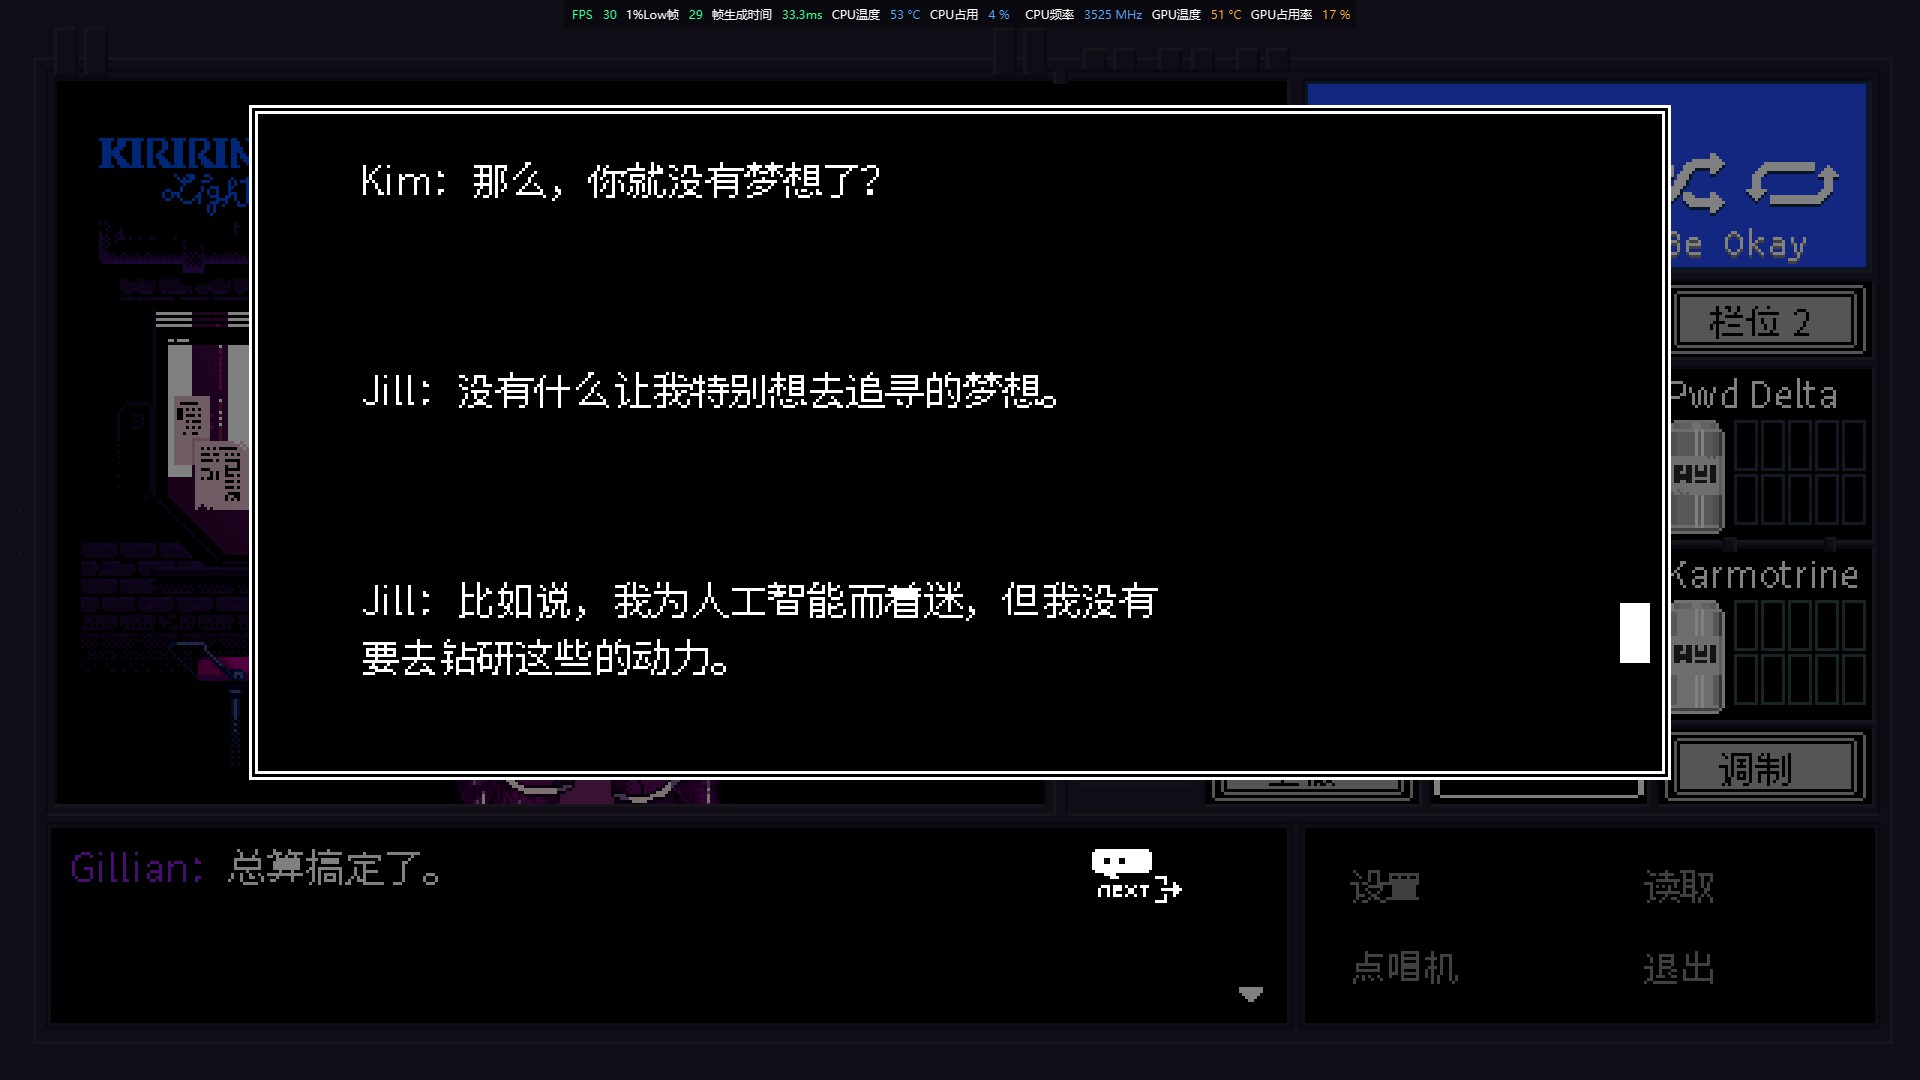 FPS 30 1%Low帧 29 帧生成时间 33.3ms CPU温度 53 °C CPU占用 4 % CPU频率 3525 MHz GPU温度 51 °C GPU占用率 17 %
KIRIRIN
Light
Kim: 那么，你就没有梦想了?
Be Okay
栏位 2
Jill: 没有什么让我特别想去追寻的梦想。
Pwd Delta
Jill: 比如说，我为人工智能而着迷，但我没有
要去钻研这些的动力。
Karmotrine
调制
Gillian: 总算搞定了。
NEXT
设置
读取
点唱机
退出